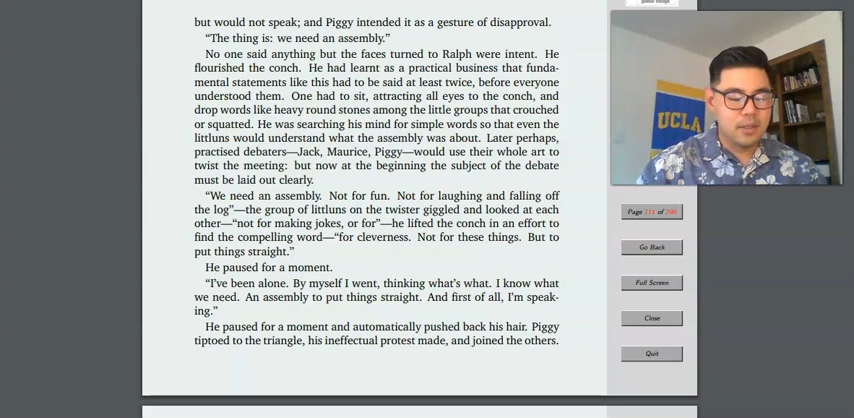 but would not speak; and Piggy intended it as a gesture of disapproval.
“The thing is: we need an assembly.”
No one said anything but the faces turned to Ralph were intent. He
flourished the conch. He had learnt as a practical business that funda-
mental statements like this had to be said at least twice, before everyone
understood them. One had to sit, attracting all eyes to the conch, and
drop words like heavy round stones among the little groups that crouched
or squatted. He was searching his mind for simple words so that even the
littluns would understand what the assembly was about. Later perhaps,
practised debaters—Jack, Maurice, Piggy—would use their whole art to
twist the meeting: but now at the beginning the subject of the debate
must be laid out clearly.
“We need an assembly. Not for fun. Not for laughing and falling off
the log”—the group of littluns on the twister giggled and looked at each
other—“not for making jokes, or for”—he lifted the conch in an effort to
find the compelling word—“for cleverness. Not for these things. But to
put things straight.”
He paused for a moment.
“I’ve been alone. By myself I went, thinking what’s what. I know what
we need. An assembly to put things straight. And first of all, I’m speak-
ing.”
He paused for a moment and automatically pushed back his hair. Piggy
tiptoed to the triangle, his ineffectual protest made, and joined the others.
UCLA
Page 111 of 290
Go Back
Full Screen
Close
Quit